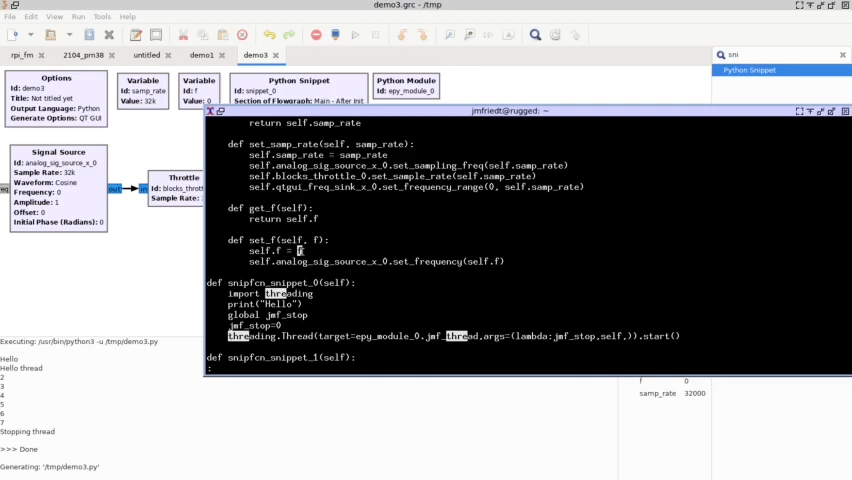 demo3.grc - /tmp
File Edit View Run Tools Help
rpi_fm 2104_pm38 untitled demo1 demo3
sni
Python Snippet
Options
Id: demo3
Title: Not titled yet
Output Language: Python
Generate Options: QT GUI
Variable
Id: samp_rate
Value: 32k
Variable
Id: f
Value: 0
Python Snippet
Id: snippet_0
Section of Flowgraph: Main - After Init
Python Module
Id: epy_module_0
Signal Source
Id: analog_sig_source_x_0
Sample Rate: 32k
Waveform: Cosine
Frequency: 0
Amplitude: 1
Offset: 0
Initial Phase (Radians): 0
out
in
Throttle
Id: blocks_thrott
Sample Rate:
jmfriedt@rugged: ~
return self.samp_rate
def set_samp_rate(self, samp_rate):
self.samp_rate = samp_rate
self.analog_sig_source_x_0.set_sampling_freq(self.samp_rate)
self.blocks_throttle_0.set_sample_rate(self.samp_rate)
self.qtgui_freq_sink_x_0.set_frequency_range(0, self.samp_rate)
def get_f(self):
return self.f
def set_f(self, f):
self.f = f
self.analog_sig_source_x_0.set_frequency(self.f)
def snipfcn_snippet_0(self):
import threading
print("Hello")
global jmf_stop
jmf_stop=0
threading.Thread(target=epy_module_0.jmf_thread,args=(lambda:jmf_stop,self,)).start()
def snipfcn_snippet_1(self):
:
Executing: /usr/bin/python3 -u /tmp/demo3.py
Hello
Hello thread
2
3
4
5
6
7
Stopping thread
>>> Done
Generating: '/tmp/demo3.py'
f 0
samp_rate 32000